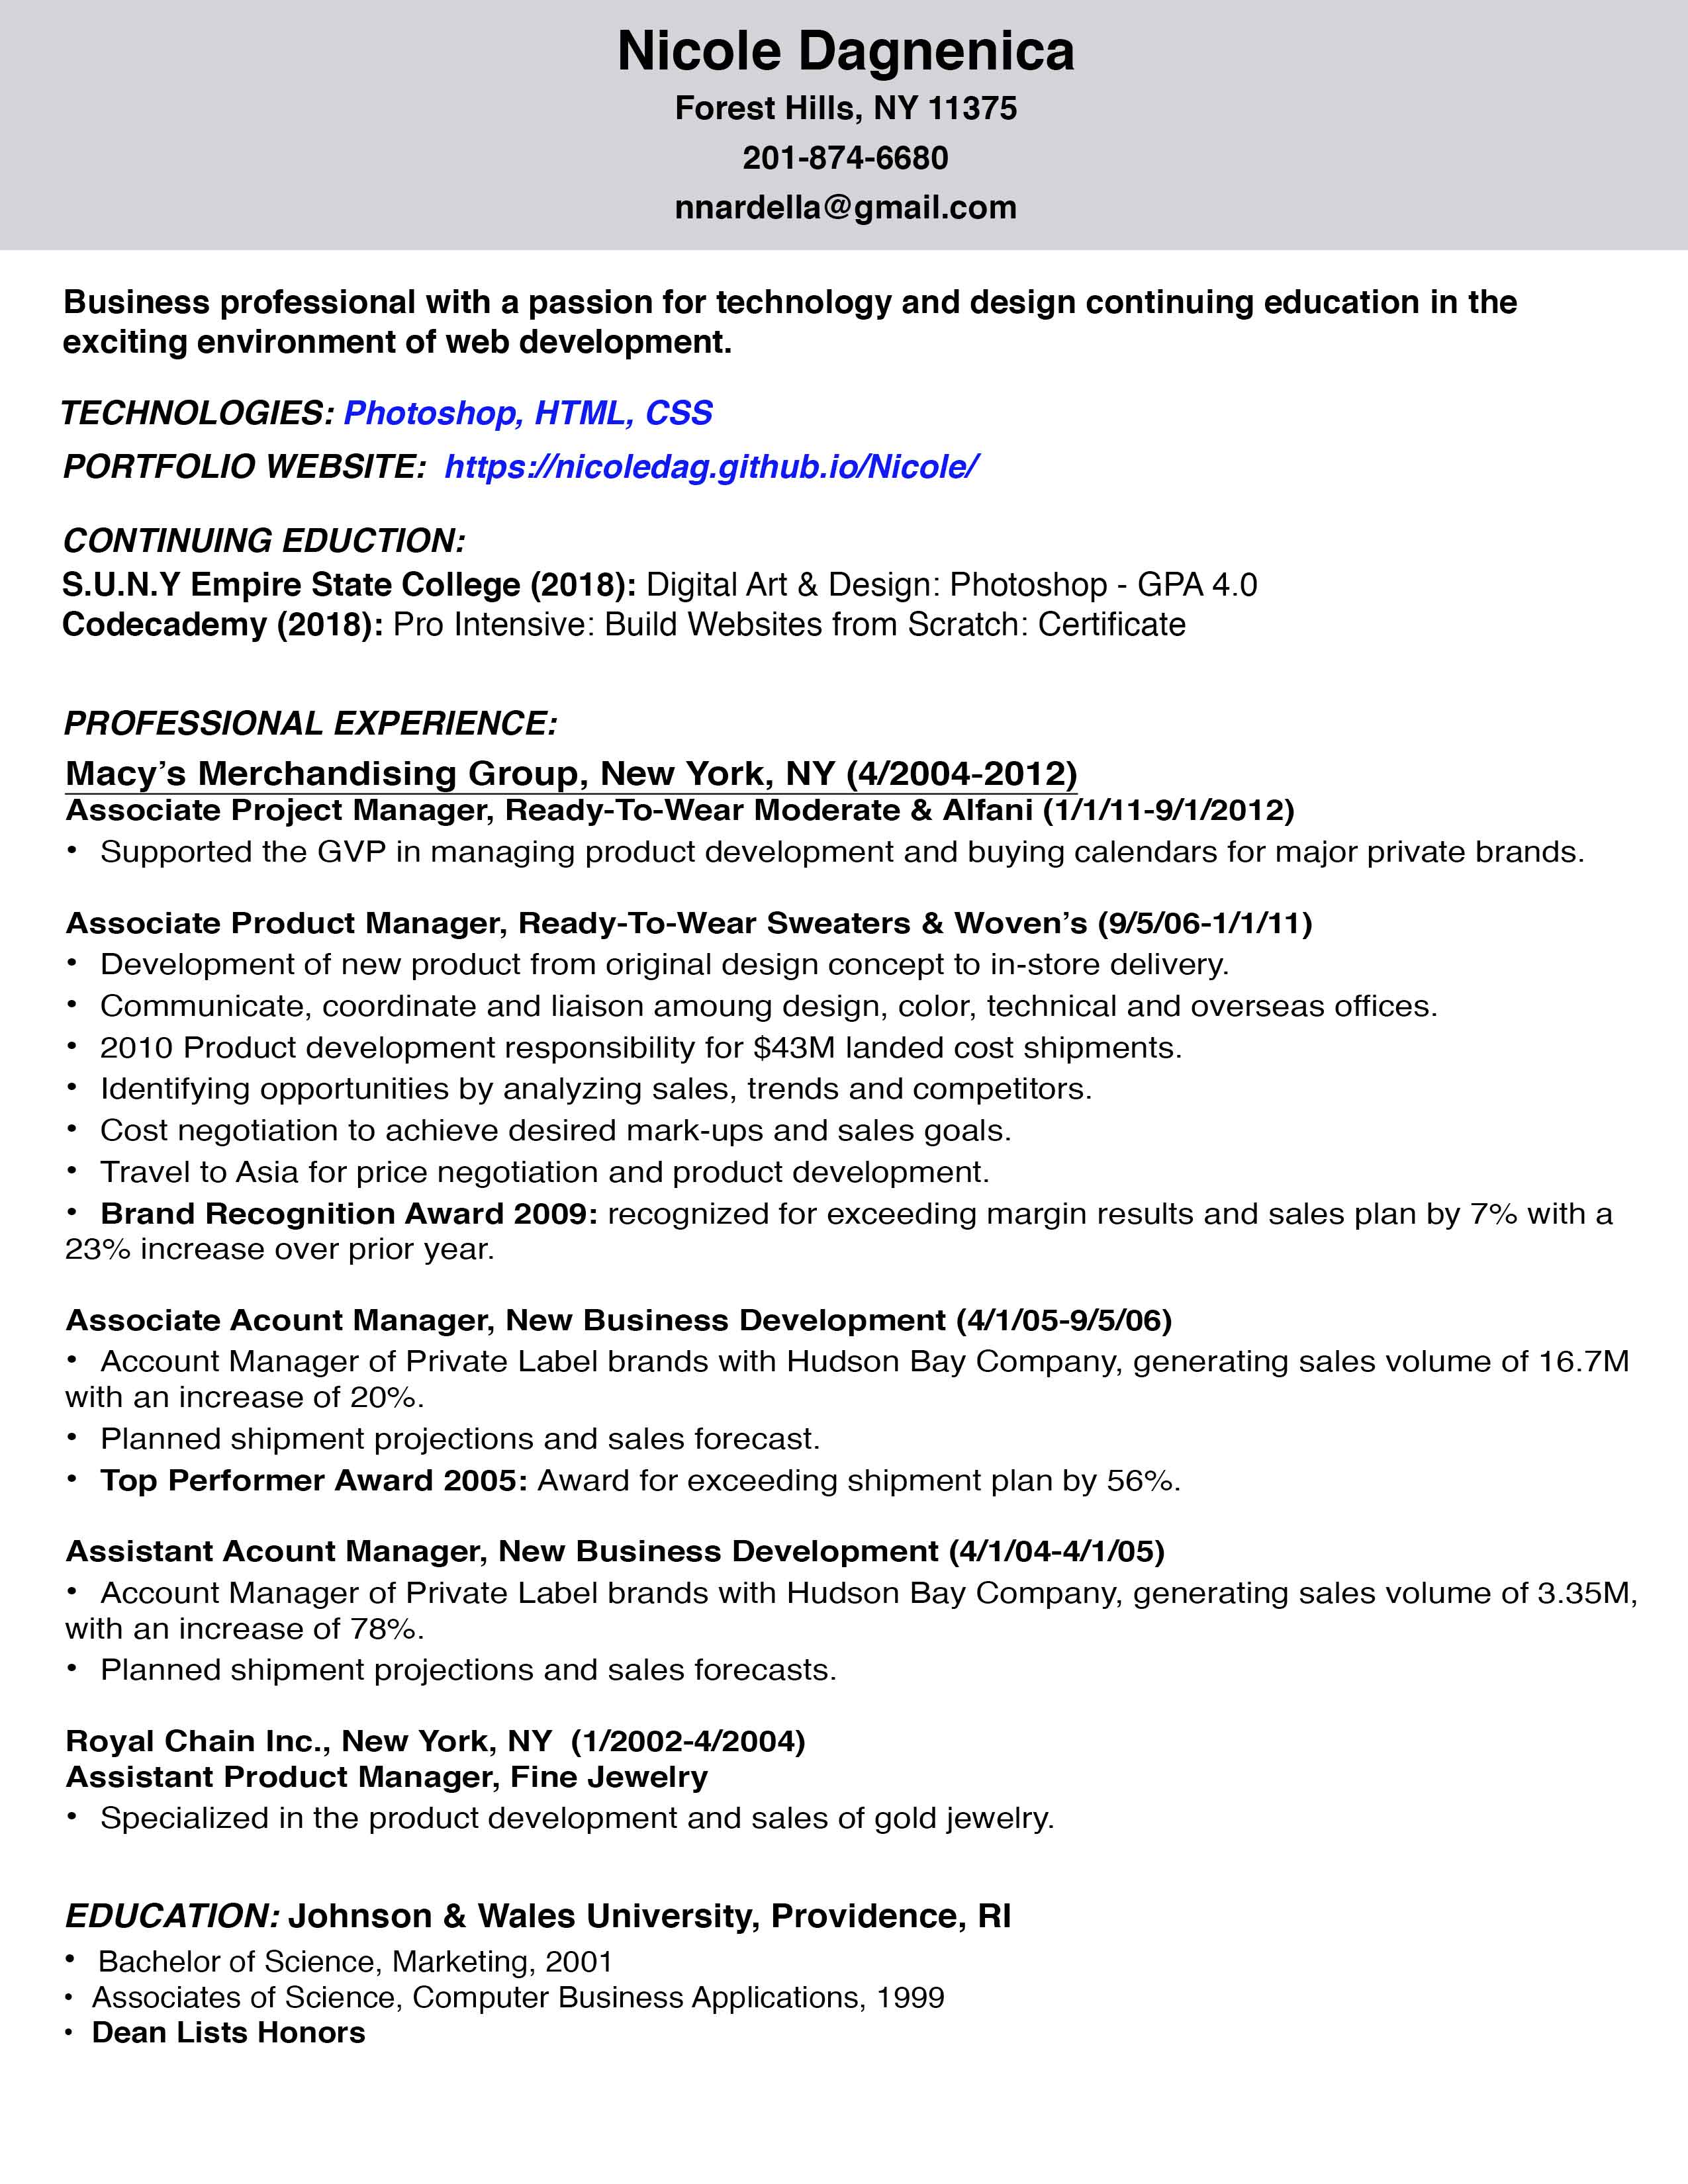 Nicole Dagnenica
Forest Hills, NY 11375
201-874-6680
nnardella@gmail.com
Business professional with a passion for technology and design continuing education in the
exciting environment of web development.
TECHNOLOGIES: Photoshop, HTML, CSS
PORTFOLIO WEBSITE: https://nicoledag.github.io/Nicole/
CONTINUING EDUCTION:
S.U.N.Y Empire State College (2018): Digital Art & Design: Photoshop - GPA 4.0
Codecademy (2018): Pro Intensive: Build Websites from Scratch: Certificate
PROFESSIONAL EXPERIENCE:
Macy’s Merchandising Group, New York, NY (4/2004-2012)
Associate Project Manager, Ready-To-Wear Moderate & Alfani (1/1/11-9/1/2012)
• Supported the GVP in managing product development and buying calendars for major private brands.
Associate Product Manager, Ready-To-Wear Sweaters & Woven’s (9/5/06-1/1/11)
• Development of new product from original design concept to in-store delivery.
• Communicate, coordinate and liaison amoung design, color, technical and overseas offices.
• 2010 Product development responsibility for $43M landed cost shipments.
• Identifying opportunities by analyzing sales, trends and competitors.
• Cost negotiation to achieve desired mark-ups and sales goals.
• Travel to Asia for price negotiation and product development.
• Brand Recognition Award 2009: recognized for exceeding margin results and sales plan by 7% with a
23% increase over prior year.
Associate Acount Manager, New Business Development (4/1/05-9/5/06)
• Account Manager of Private Label brands with Hudson Bay Company, generating sales volume of 16.7M
with an increase of 20%.
• Planned shipment projections and sales forecast.
• Top Performer Award 2005: Award for exceeding shipment plan by 56%.
Assistant Acount Manager, New Business Development (4/1/04-4/1/05)
• Account Manager of Private Label brands with Hudson Bay Company, generating sales volume of 3.35M,
with an increase of 78%.
• Planned shipment projections and sales forecasts.
Royal Chain Inc., New York, NY (1/2002-4/2004)
Assistant Product Manager, Fine Jewelry
• Specialized in the product development and sales of gold jewelry.
EDUCATION: Johnson & Wales University, Providence, RI
• Bachelor of Science, Marketing, 2001
• Associates of Science, Computer Business Applications, 1999
• Dean Lists Honors